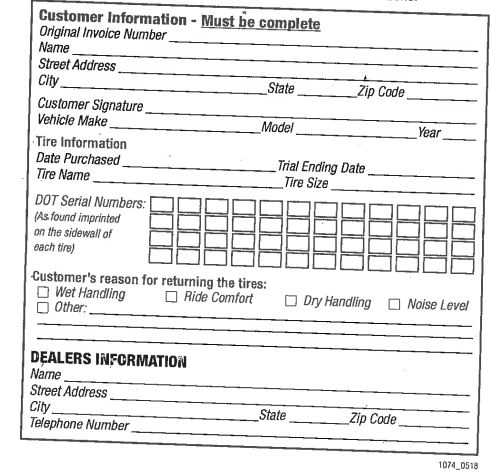 Customer Information - Must be complete
Original Invoice Number
Name
Street Address
City State Zip Code
Customer Signature
Vehicle Make Model Year
Tire Information
Date Purchased Trial Ending Date
Tire Name Tire Size
DOT Serial Numbers:
(As found imprinted
on the sidewall of
each tire)
Customer's reason for returning the tires:
Wet Handling Ride Comfort Dry Handling Noise Level
Other:
DEALERS INFORMATION
Name
Street Address
City State Zip Code
Telephone Number
1074_0518